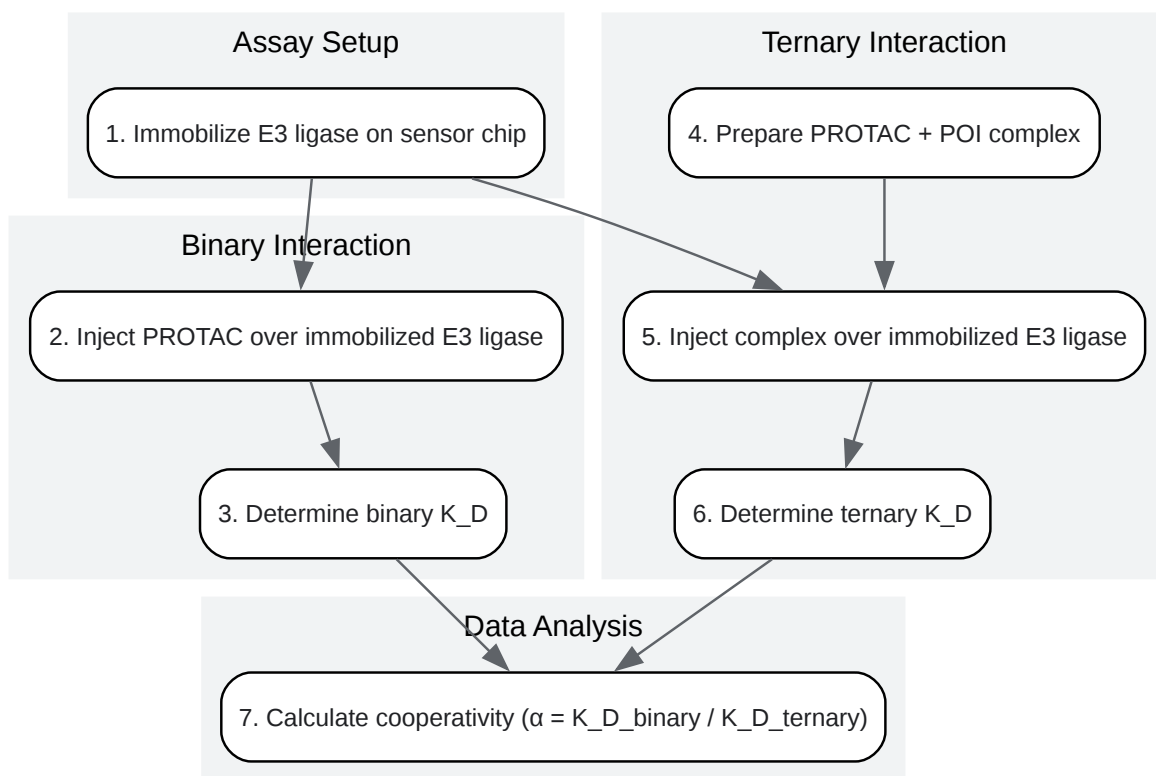 Assay Setup
1. Immobilize E3 ligase on sensor chip
Ternary Interaction
4. Prepare PROTAC + POI complex
Binary Interaction
2. Inject PROTAC over immobilized E3 ligase
5. Inject complex over immobilized E3 ligase
3. Determine binary K_D
6. Determine ternary K_D
Data Analysis
7. Calculate cooperativity (α = K_D_binary / K_D_ternary)